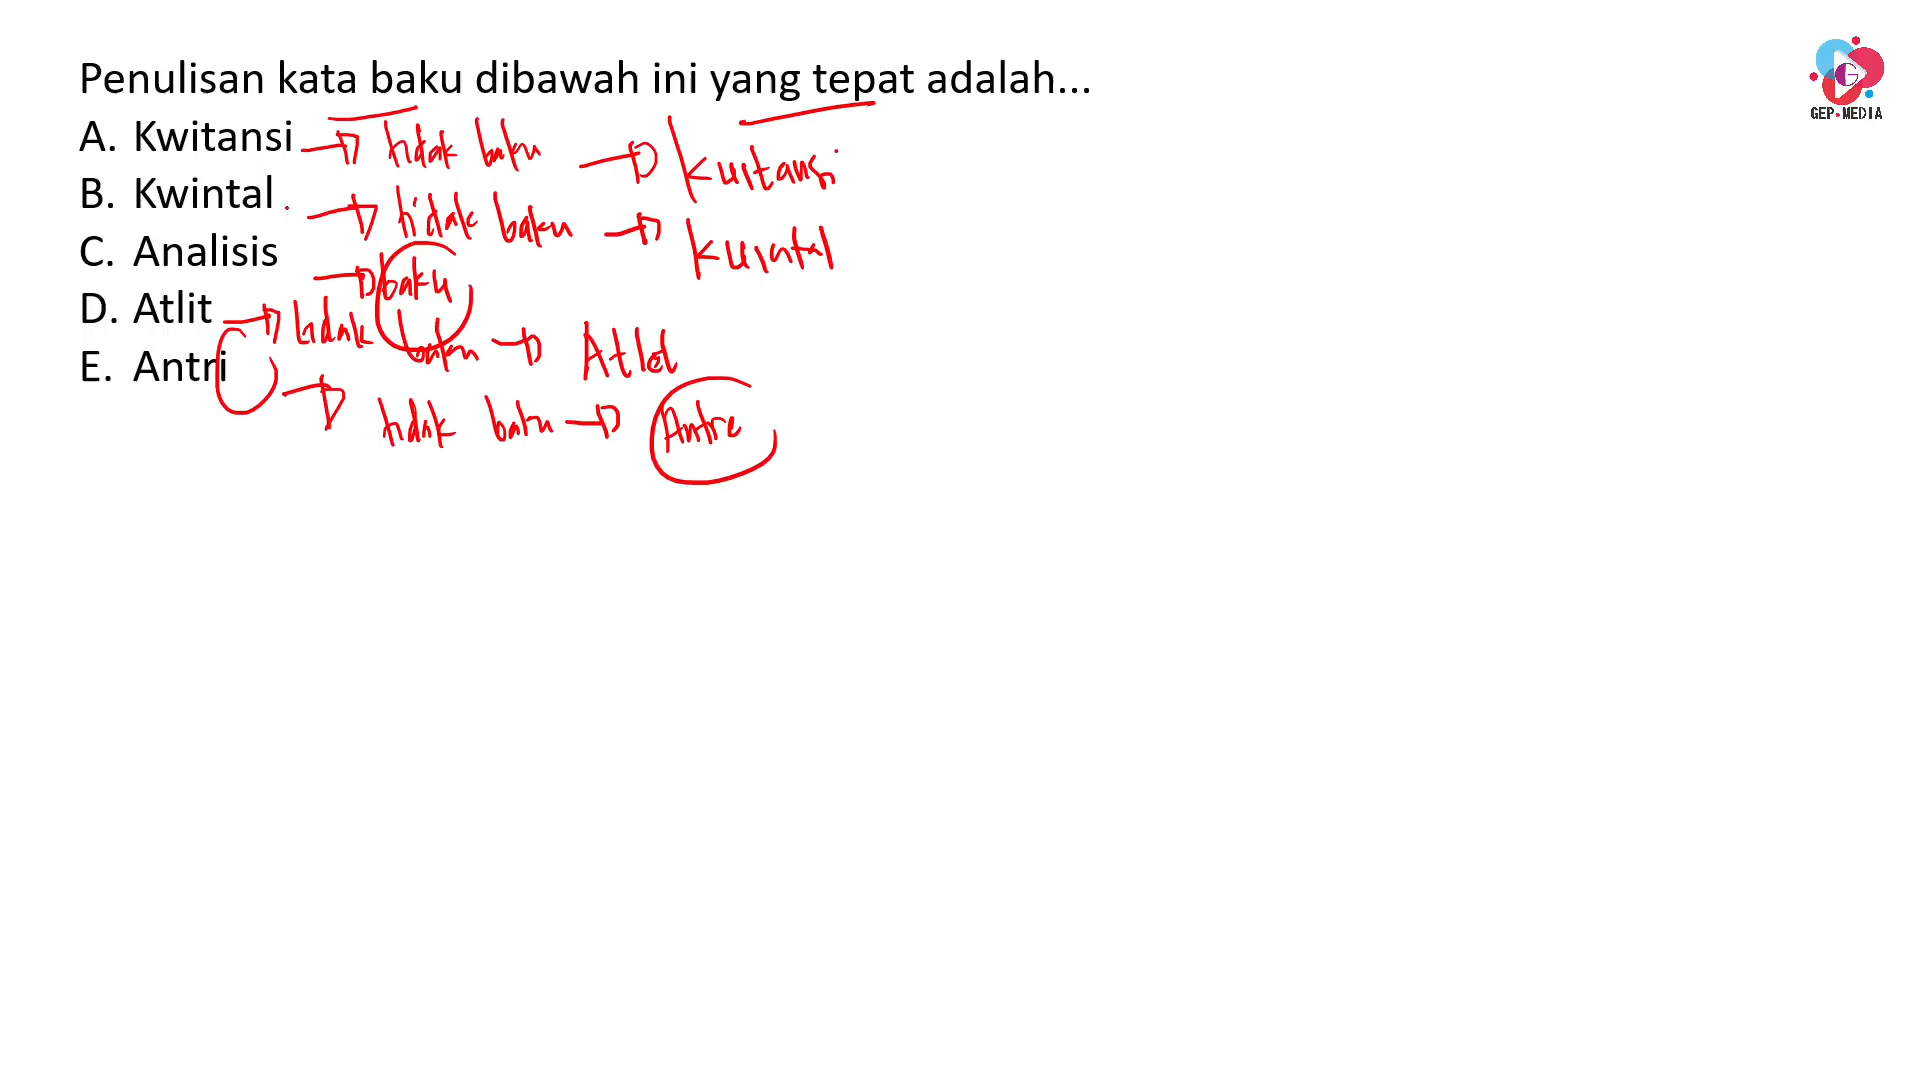 Penulisan kata baku dibawah ini yang tepat adalah...
A. Kwitansi → tidak baku → kuitansi
B. Kwintal → tidak baku → kuintal
C. Analisis → baku
D. Atlit → tidak baku → Atlet
E. Antri → tidak baku → Antre
GEP•MEDIA